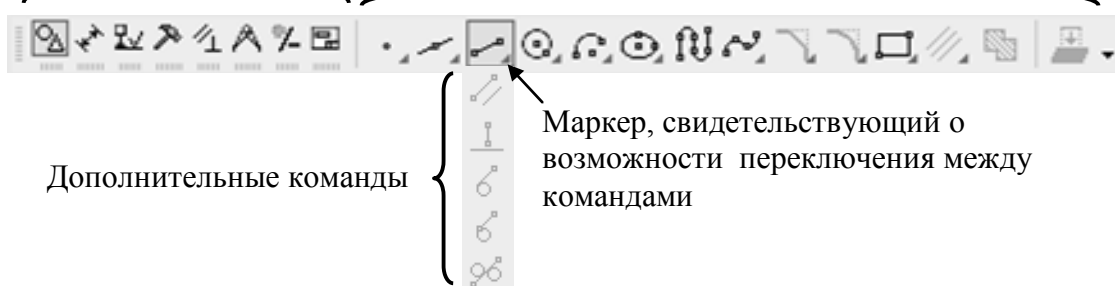 Маркер, свидетельствующий о
возможности переключения между
командами
Дополнительные команды